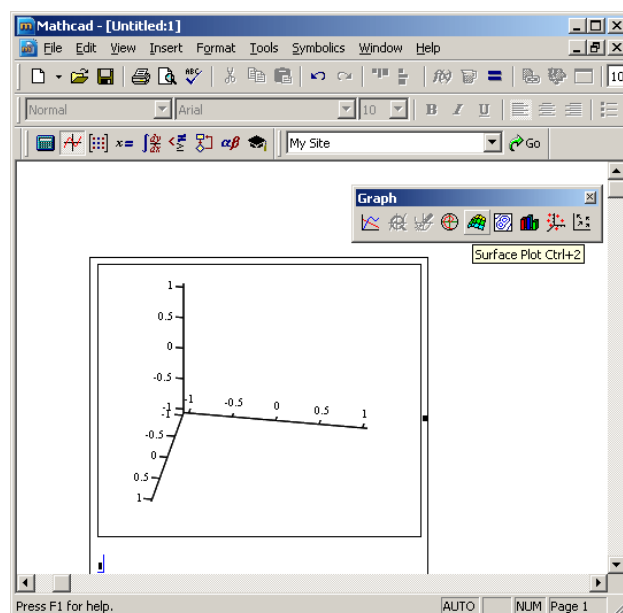 Mathcad - [Untitled:1]
File Edit View Insert Format Tools Symbolics Window Help
Normal Arial 10 B I U
My Site Go
Graph
Surface Plot Ctrl+2
1
0.5
0
-0.5
-1
-1 -1 -0.5 0 0.5 1
-0.5
0
0.5
1
Press F1 for help. AUTO NUM Page 1